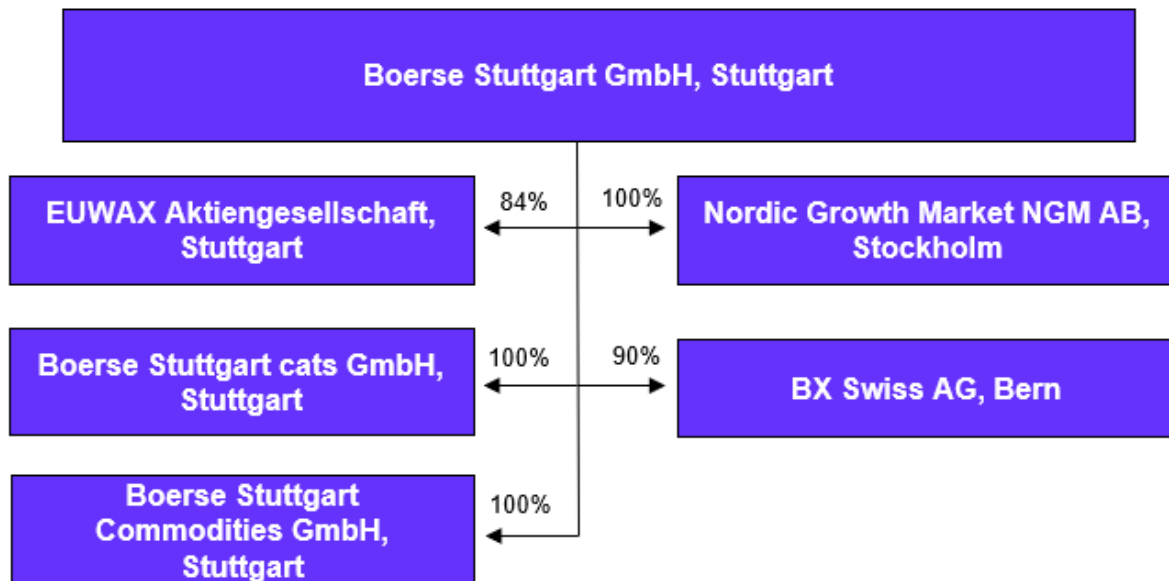 Boerse Stuttgart GmbH, Stuttgart
EUWAX Aktiengesellschaft,
Stuttgart
84%
100%
Nordic Growth Market NGM AB,
Stockholm
Boerse Stuttgart cats GmbH,
Stuttgart
100%
90%
BX Swiss AG, Bern
Boerse Stuttgart
Commodities GmbH,
Stuttgart
100%